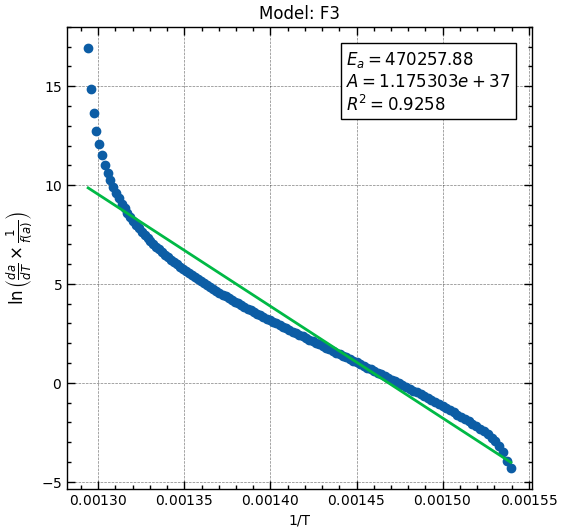 Model: F3
E_a = 470257.88
A = 1.175303e + 37
R² = 0.9258
ln (da/dT × 1/f(a))
15
10
5
0
−5
0.00130 0.00135 0.00140 0.00145 0.00150 0.00155
1/T